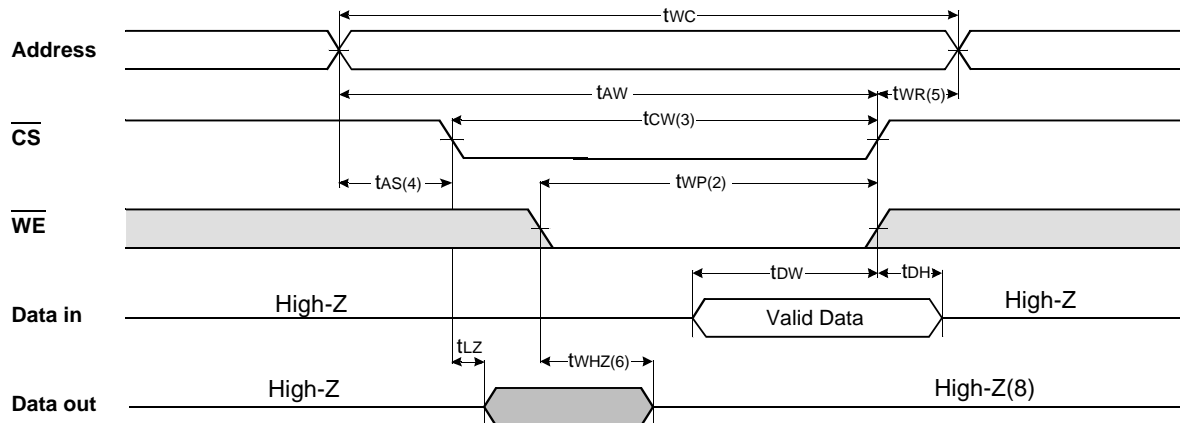 tWC
Address
tAW
tWR(5)
tCW(3)
CS
tAS(4)
tWP(2)
WE
tDW
tDH
Data in
High-Z
Valid Data
High-Z
tLZ
tWHZ(6)
Data out
High-Z
High-Z(8)